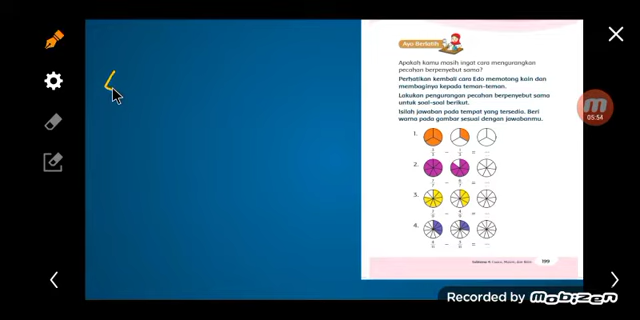 Ayo Berlatih
Apakah kamu masih ingat cara mengurangkan
pecahan berpenyebut sama?
Perhatikan kembali cara Edo memotong kain dan
membaginya kepada teman-teman.
Lakukan pengurangan pecahan berpenyebut sama
untuk soal-soal berikut.
Isilah jawaban pada tempat yang tersedia. Beri
warna pada gambar sesuai dengan jawabanmu.
05:54
1.
- = ...
2.
- = ...
3.
- = ...
4.
- = ...
199
Recorded by Mobizen